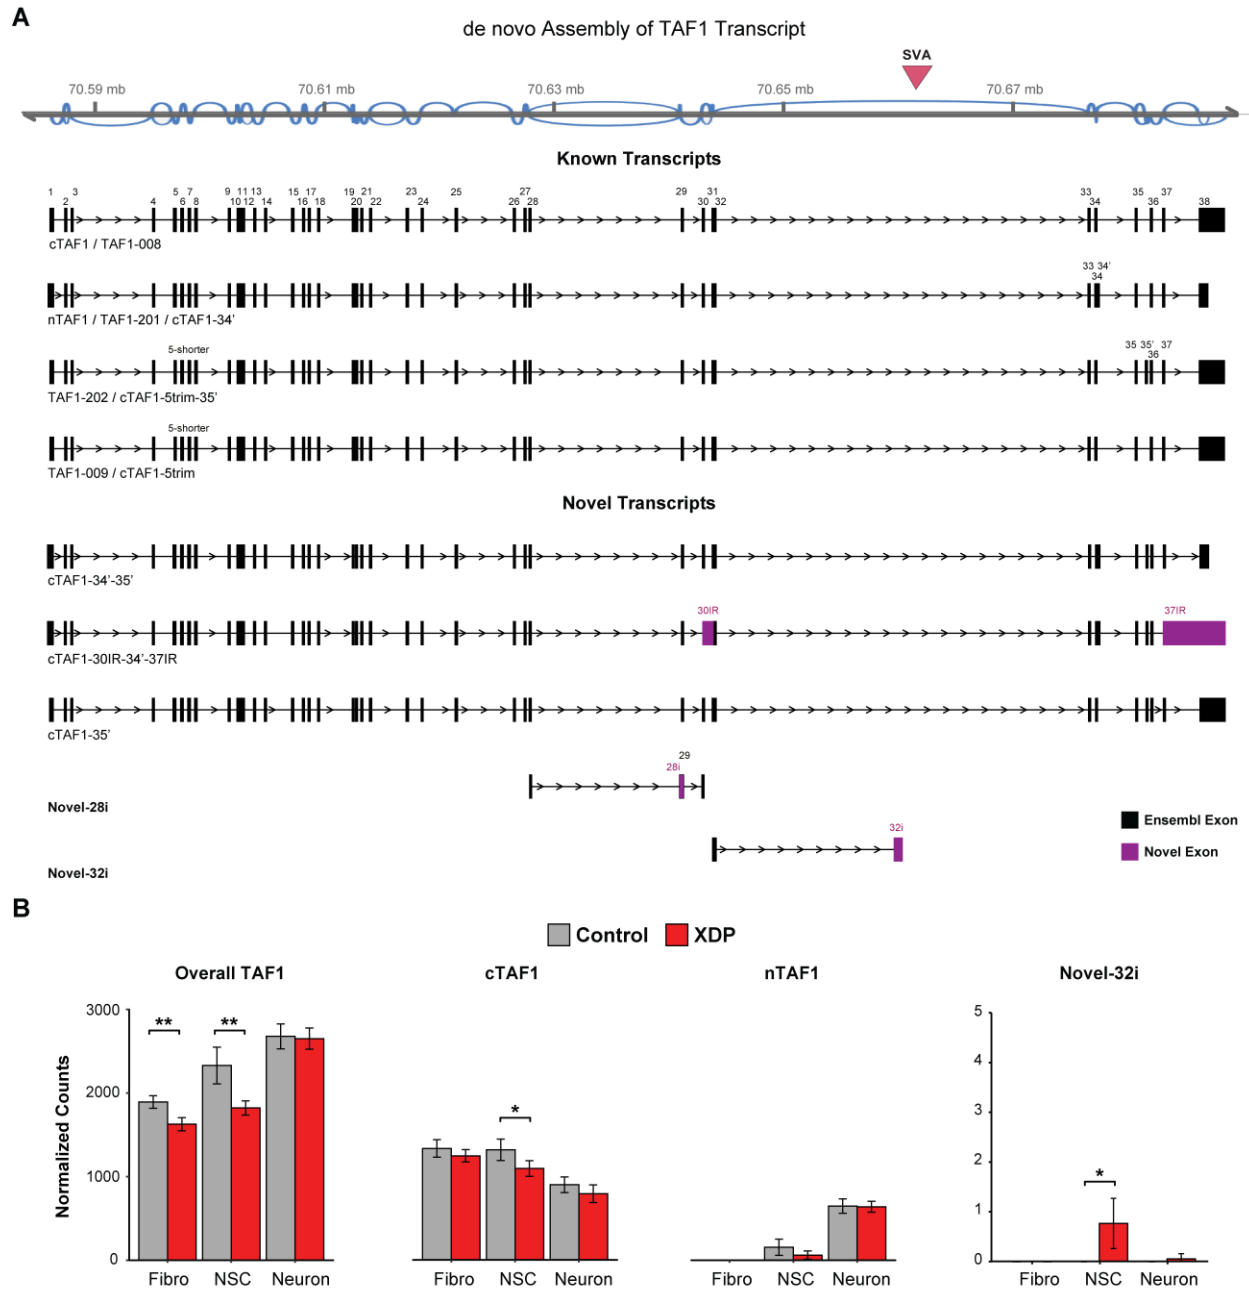 A
de novo Assembly of TAF1 Transcript
SVA
70.59 mb 70.61 mb 70.63 mb 70.65 mb 70.67 mb
Known Transcripts
1 3 5 7 9 11 13 15 17 19 21 23 25 27 29 31 33 35 37
2 4 6 8 10 12 14 16 18 20 22 24 26 28 30 32 34 36 38
cTAF1 / TAF1-008
33 34'
34
nTAF1 / TAF1-201 / cTAF1-34'
5-shorter 35 35' 37
36
TAF1-202 / cTAF1-5trim-35'
5-shorter
TAF1-009 / cTAF1-5trim
Novel Transcripts
cTAF1-34'-35'
30IR 37IR
cTAF1-30IR-34'-37IR
cTAF1-35'
29
28i
Novel-28i
Ensembl Exon
32i
Novel Exon
Novel-32i
B
Control XDP
Overall TAF1 cTAF1 nTAF1 Novel-32i
Normalized Counts
3000
2000
1000
0
** **
*
*
5
4
3
2
1
0
Fibro NSC Neuron Fibro NSC Neuron Fibro NSC Neuron Fibro NSC Neuron